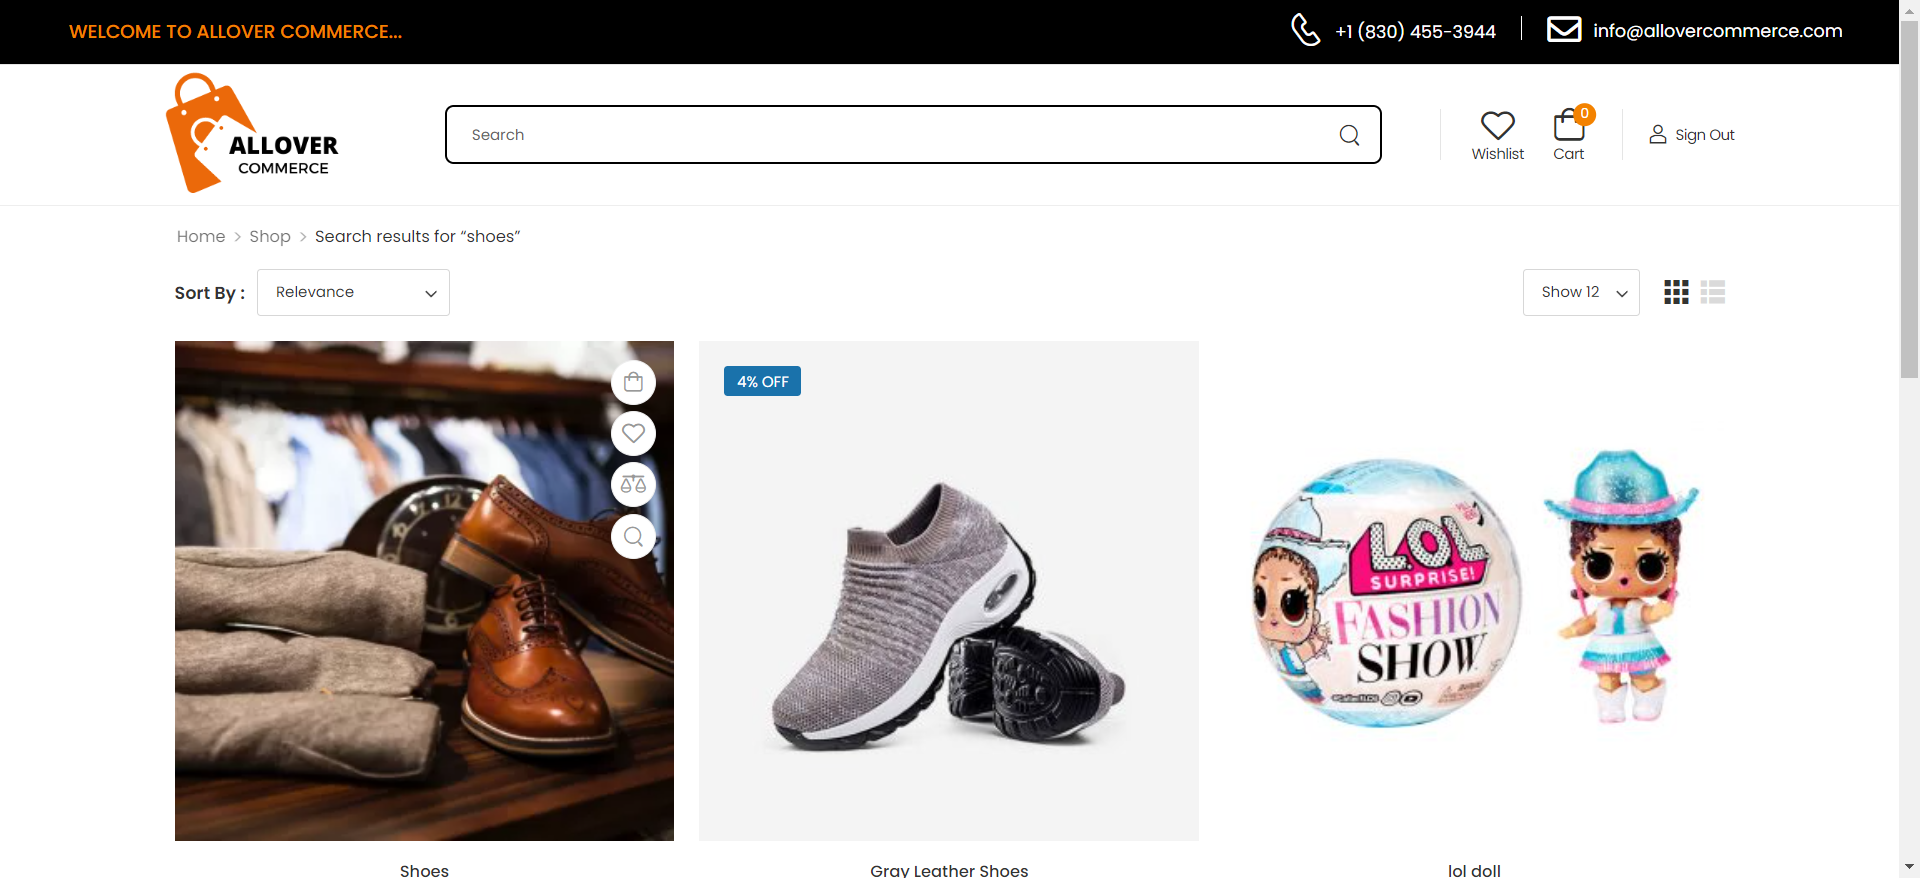 WELCOME TO ALLOVER COMMERCE...
+1 (830) 455-3944
info@allovercommerce.com
ALLOVER
COMMERCE
Search
Wishlist
0
Cart
Sign Out
Home > Shop > Search results for “shoes”
Sort By :
Relevance
Show 12
4% OFF
L.O.L
SURPRISE!
FASHION
SHOW
Shoes
Gray Leather Shoes
lol doll